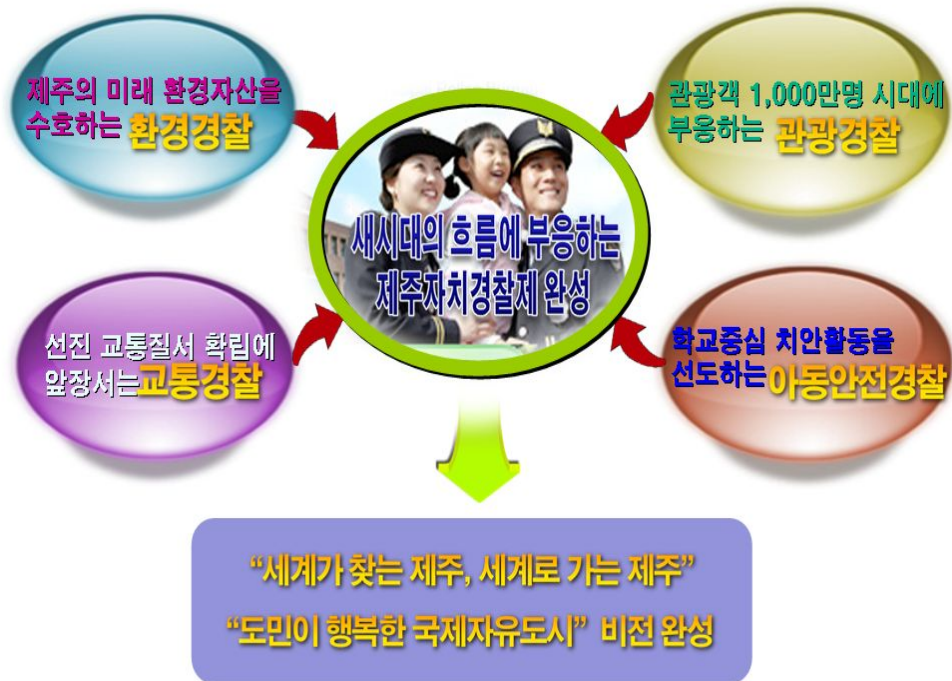 제주의 미래 환경자산을
수호하는 환경경찰
관광객 1,000만명 시대에
부응하는 관광경찰
새시대의 흐름에 부응하는
제주자치경찰제 완성
선진 교통질서 확립에
앞장서는교통경찰
학교중심 치안활동을
선도하는아동안전경찰
“세계가 찾는 제주, 세계로 가는 제주”
“도민이 행복한 국제자유도시” 비전 완성